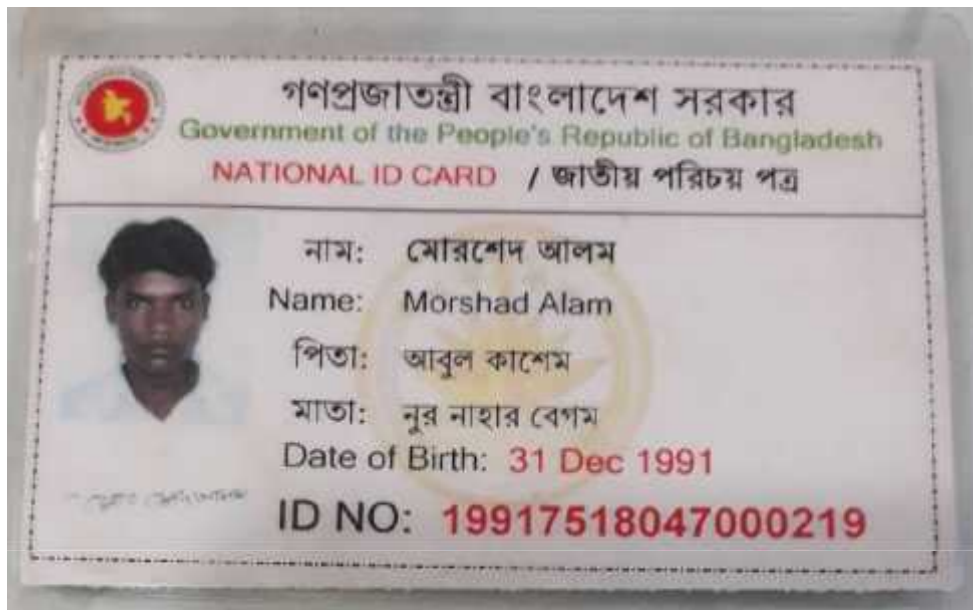 গণপ্রজাতন্ত্রী বাংলাদেশ সরকার
Government of the People's Republic of Bangladesh
NATIONAL ID CARD / জাতীয় পরিচয় পত্র
নাম: মোরশেদ আলম
Name: Morshad Alam
পিতা: আবুল কাশেম
মাতা: নুর নাহার বেগম
Date of Birth: 31 Dec 1991
ID NO: 19917518047000219